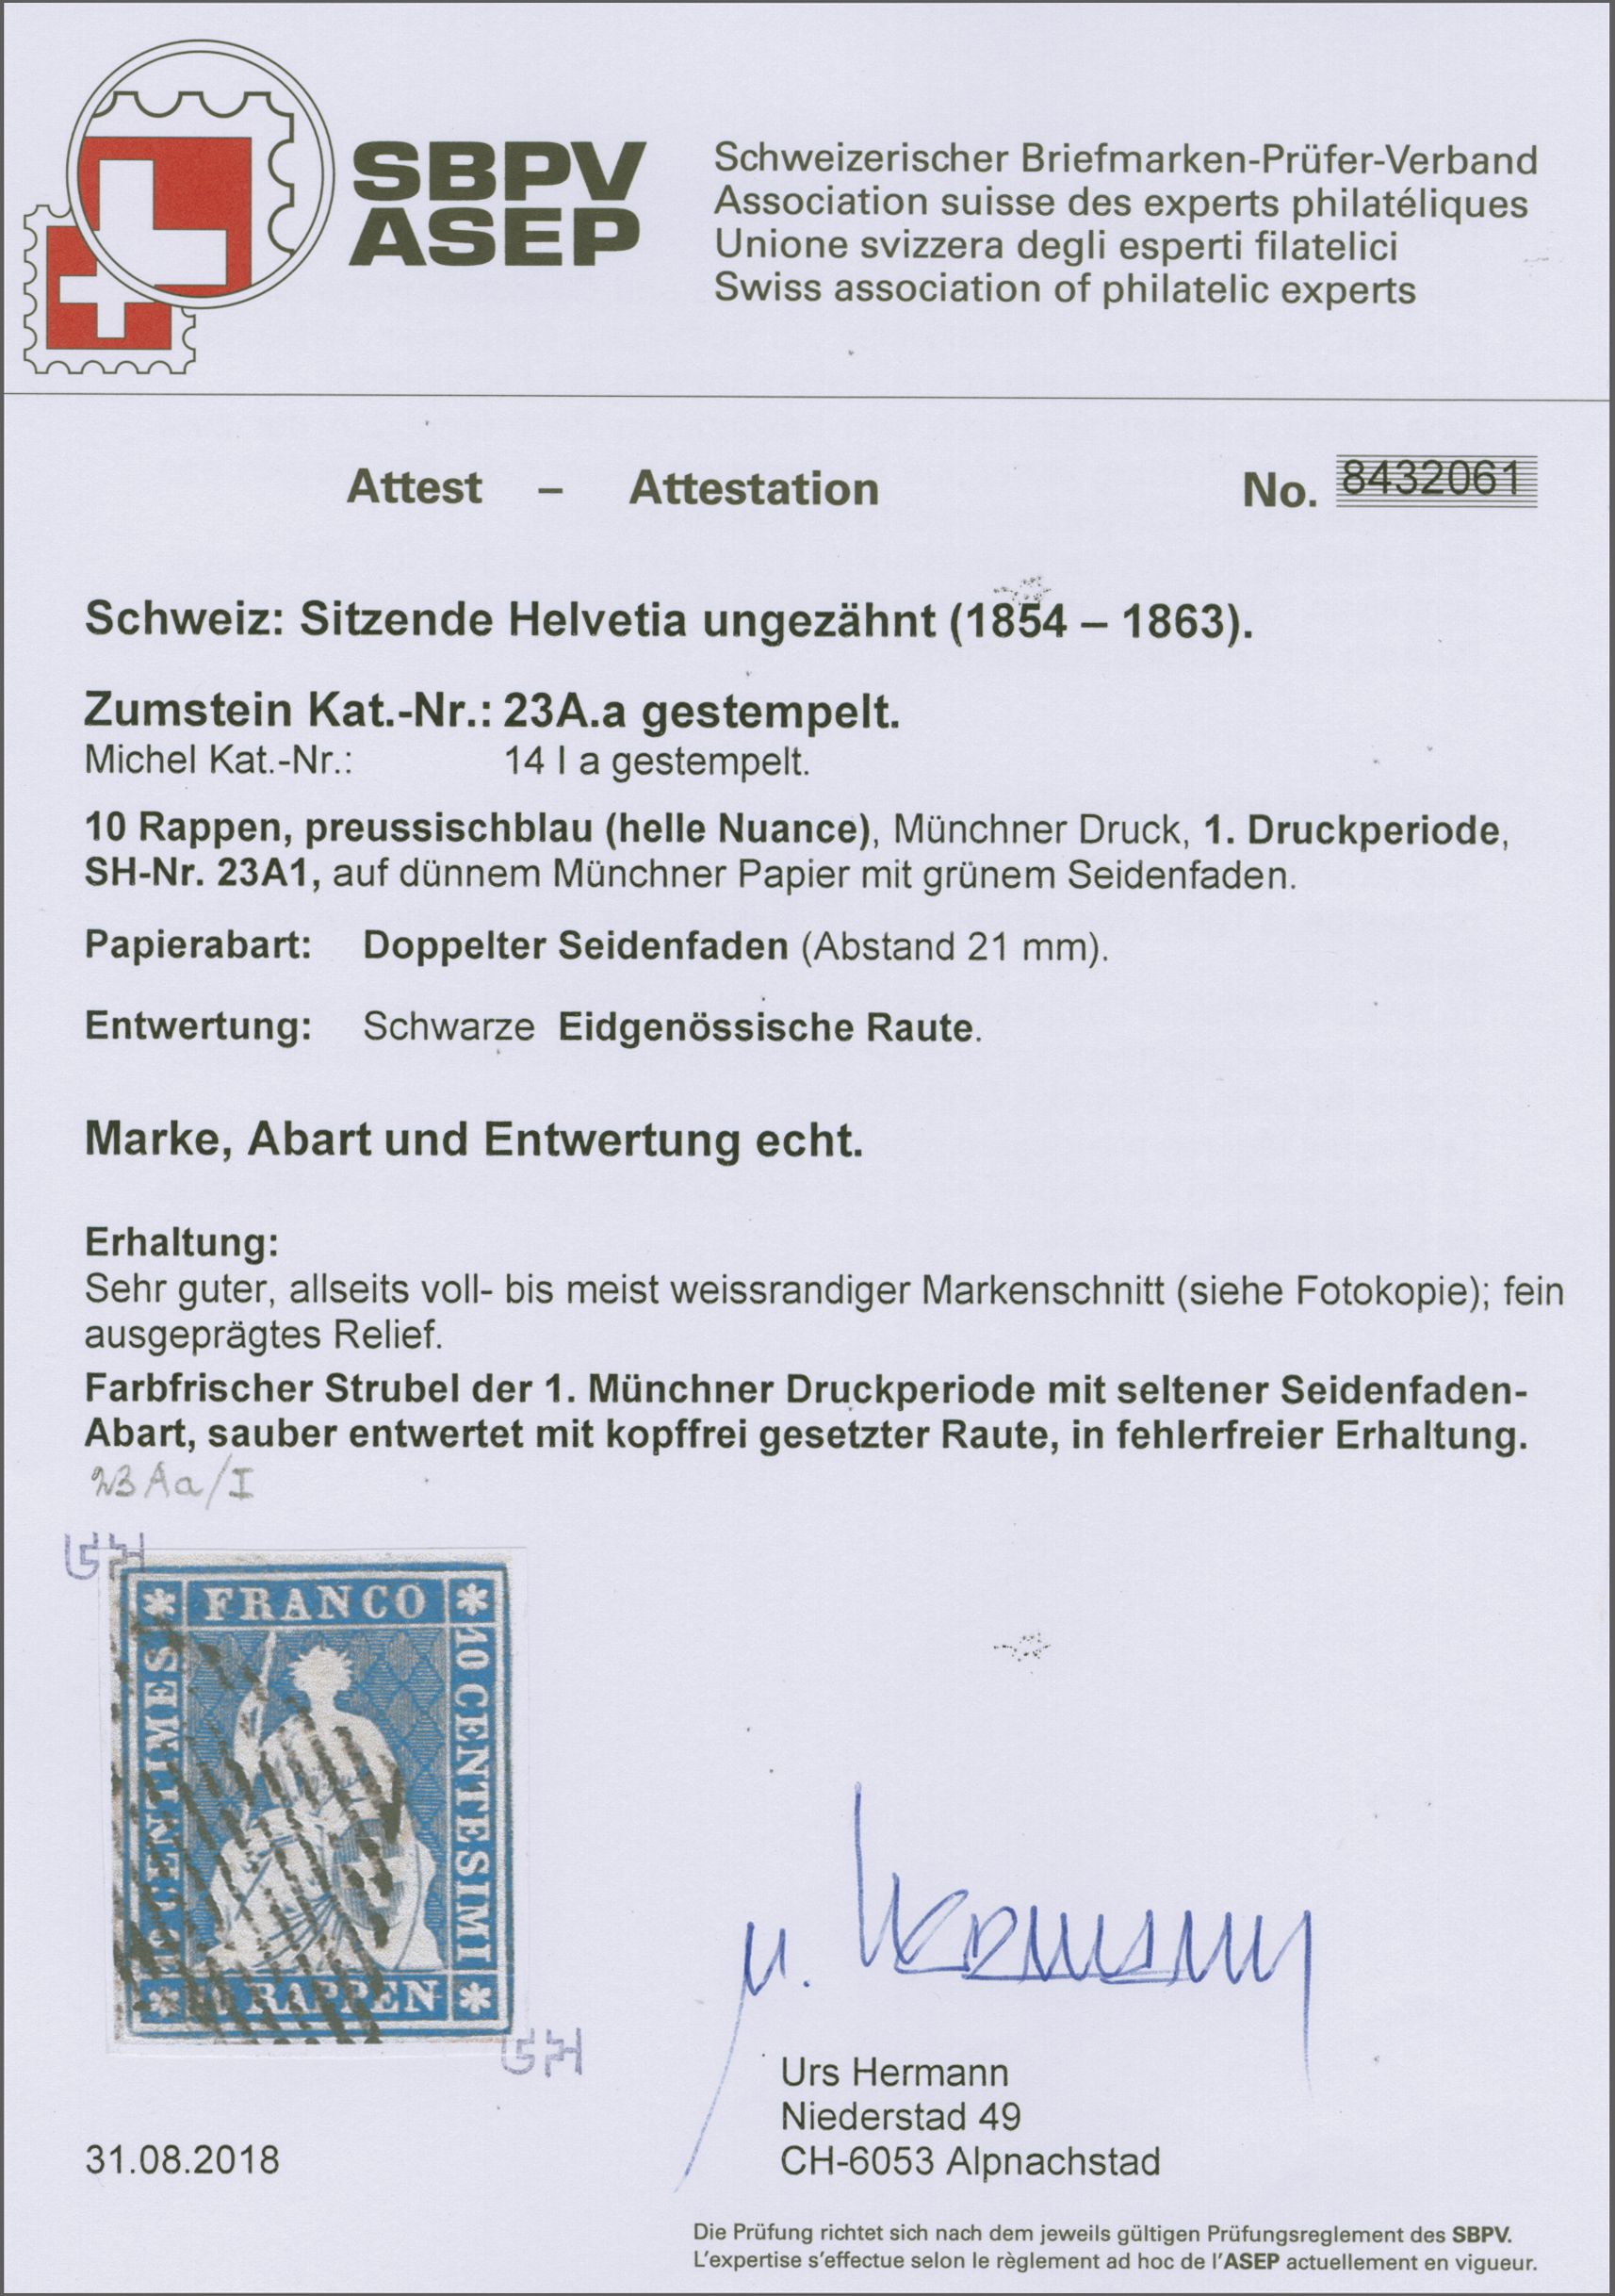 SBPV
ASEP
Schweizerischer Briefmarken-Prüfer-Verband
Association suisse des experts philatéliques
Unione svizzera degli esperti filatelici
Swiss association of philatelic experts
Attest – Attestation No. 8432061
Schweiz: Sitzende Helvetia ungezähnt (1854 – 1863).
Zumstein Kat.-Nr.: 23A.a gestempelt.
Michel Kat.-Nr.: 14 I a gestempelt.
10 Rappen, preussischblau (helle Nuance), Münchner Druck, 1. Druckperiode,
SH-Nr. 23A1, auf dünnem Münchner Papier mit grünem Seidenfaden.
Papierabart: Doppelter Seidenfaden (Abstand 21 mm).
Entwertung: Schwarze Eidgenössische Raute.
Marke, Abart und Entwertung echt.
Erhaltung:
Sehr guter, allseits voll- bis meist weissrandiger Markenschnitt (siehe Fotokopie); fein
ausgeprägtes Relief.
Farbfrischer Strubel der 1. Münchner Druckperiode mit seltener Seidenfaden-
Abart, sauber entwertet mit kopffrei gesetzter Raute, in fehlerfreier Erhaltung.
23Aa/I
FRANCO
CENTIMES
10 CENTESIMI
RAPPEN
U. Hermann
Urs Hermann
Niederstad 49
CH-6053 Alpnachstad
31.08.2018
Die Prüfung richtet sich nach dem jeweils gültigen Prüfungsreglement des SBPV.
L'expertise s'effectue selon le règlement ad hoc de l'ASEP actuellement en vigueur.